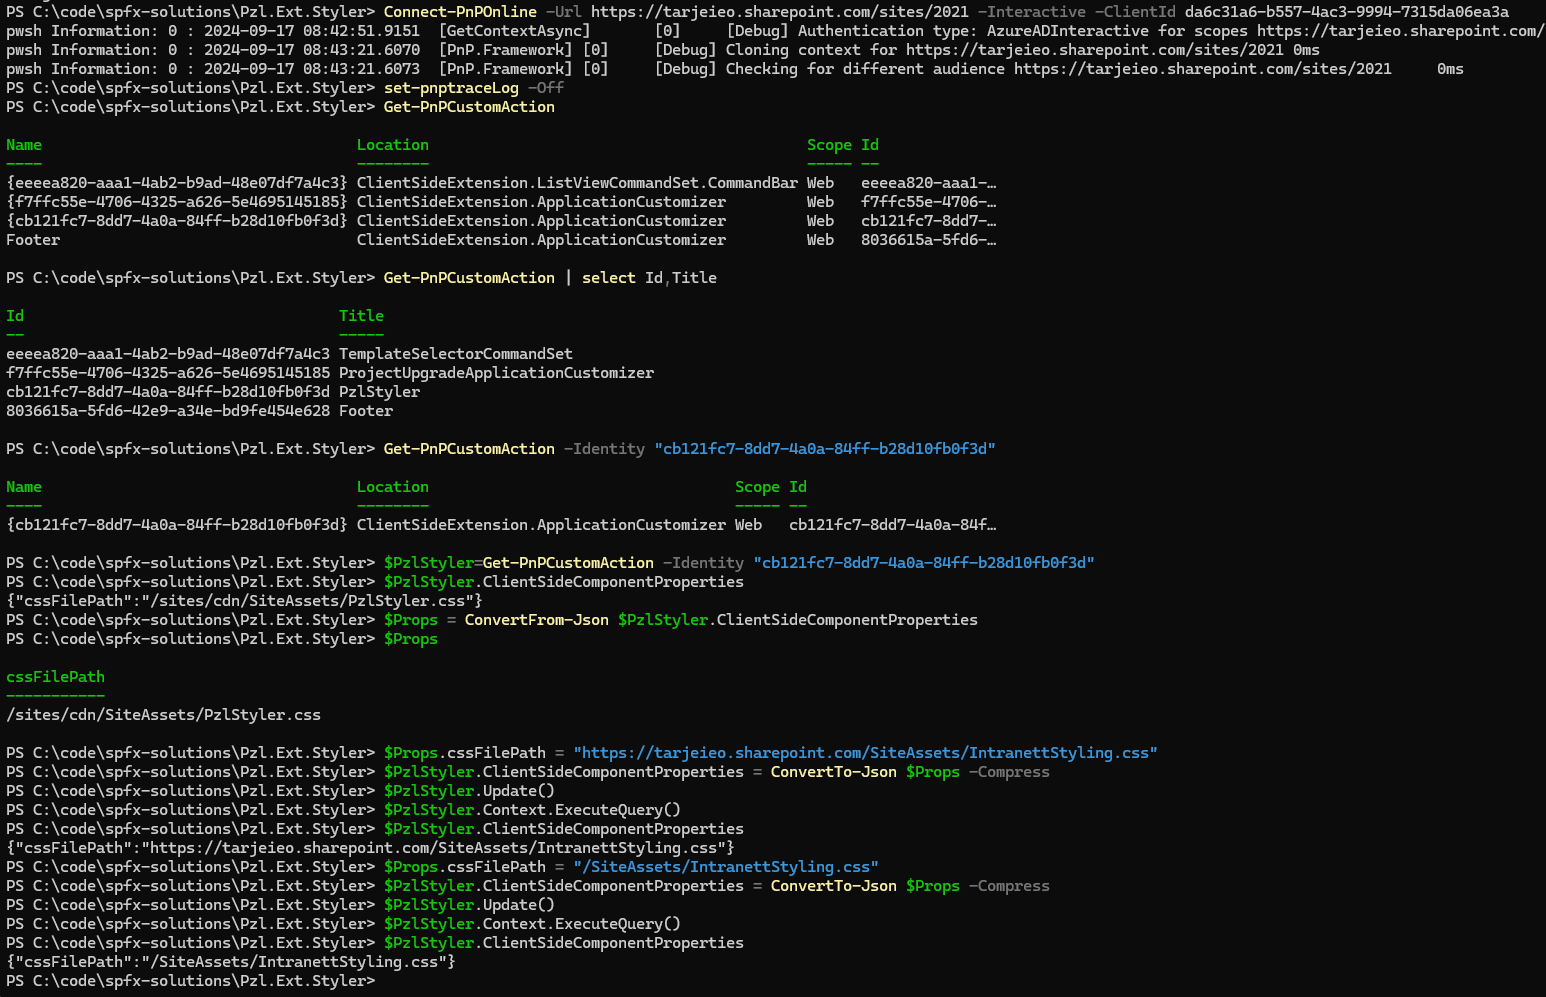 PS C:\code\spfx-solutions\Pzl.Ext.Styler> Connect-PnPOnline -Url https://tarjeieo.sharepoint.com/sites/2021 -Interactive -ClientId da6c31a6-b557-4ac3-9994-7315da06ea3a
pwsh Information: 0 : 2024-09-17 08:42:51.9151  [GetContextAsync]       [0]     [Debug] Authentication type: AzureADInteractive for scopes https://tarjeieo.sharepoint.com/
pwsh Information: 0 : 2024-09-17 08:43:21.6070  [PnP.Framework] [0]     [Debug] Cloning context for https://tarjeieo.sharepoint.com/sites/2021 0ms
pwsh Information: 0 : 2024-09-17 08:43:21.6073  [PnP.Framework] [0]     [Debug] Checking for different audience https://tarjeieo.sharepoint.com/sites/2021     0ms
PS C:\code\spfx-solutions\Pzl.Ext.Styler> set-pnptraceLog -Off
PS C:\code\spfx-solutions\Pzl.Ext.Styler> Get-PnPCustomAction
Name                                   Location                                          Scope Id
----                                   --------                                          ----- --
{eeeea820-aaa1-4ab2-b9ad-48e07df7a4c3} ClientSideExtension.ListViewCommandSet.CommandBar Web   eeeea820-aaa1-…
{f7ffc55e-4706-4325-a626-5e4695145185} ClientSideExtension.ApplicationCustomizer         Web   f7ffc55e-4706-…
{cb121fc7-8dd7-4a0a-84ff-b28d10fb0f3d} ClientSideExtension.ApplicationCustomizer         Web   cb121fc7-8dd7-…
Footer                                 ClientSideExtension.ApplicationCustomizer         Web   8036615a-5fd6-…
PS C:\code\spfx-solutions\Pzl.Ext.Styler> Get-PnPCustomAction | select Id,Title
Id                                   Title
--                                   -----
eeeea820-aaa1-4ab2-b9ad-48e07df7a4c3 TemplateSelectorCommandSet
f7ffc55e-4706-4325-a626-5e4695145185 ProjectUpgradeApplicationCustomizer
cb121fc7-8dd7-4a0a-84ff-b28d10fb0f3d PzlStyler
8036615a-5fd6-42e9-a34e-bd9fe454e628 Footer
PS C:\code\spfx-solutions\Pzl.Ext.Styler> Get-PnPCustomAction -Identity "cb121fc7-8dd7-4a0a-84ff-b28d10fb0f3d"
Name                                   Location                                  Scope Id
----                                   --------                                  ----- --
{cb121fc7-8dd7-4a0a-84ff-b28d10fb0f3d} ClientSideExtension.ApplicationCustomizer Web   cb121fc7-8dd7-4a0a-84f…
PS C:\code\spfx-solutions\Pzl.Ext.Styler> $PzlStyler=Get-PnPCustomAction -Identity "cb121fc7-8dd7-4a0a-84ff-b28d10fb0f3d"
PS C:\code\spfx-solutions\Pzl.Ext.Styler> $PzlStyler.ClientSideComponentProperties
{"cssFilePath":"/sites/cdn/SiteAssets/PzlStyler.css"}
PS C:\code\spfx-solutions\Pzl.Ext.Styler> $Props = ConvertFrom-Json $PzlStyler.ClientSideComponentProperties
PS C:\code\spfx-solutions\Pzl.Ext.Styler> $Props
cssFilePath
-----------
/sites/cdn/SiteAssets/PzlStyler.css
PS C:\code\spfx-solutions\Pzl.Ext.Styler> $Props.cssFilePath = "https://tarjeieo.sharepoint.com/SiteAssets/IntranettStyling.css"
PS C:\code\spfx-solutions\Pzl.Ext.Styler> $PzlStyler.ClientSideComponentProperties = ConvertTo-Json $Props -Compress
PS C:\code\spfx-solutions\Pzl.Ext.Styler> $PzlStyler.Update()
PS C:\code\spfx-solutions\Pzl.Ext.Styler> $PzlStyler.Context.ExecuteQuery()
PS C:\code\spfx-solutions\Pzl.Ext.Styler> $PzlStyler.ClientSideComponentProperties
{"cssFilePath":"https://tarjeieo.sharepoint.com/SiteAssets/IntranettStyling.css"}
PS C:\code\spfx-solutions\Pzl.Ext.Styler> $Props.cssFilePath = "/SiteAssets/IntranettStyling.css"
PS C:\code\spfx-solutions\Pzl.Ext.Styler> $PzlStyler.ClientSideComponentProperties = ConvertTo-Json $Props -Compress
PS C:\code\spfx-solutions\Pzl.Ext.Styler> $PzlStyler.Update()
PS C:\code\spfx-solutions\Pzl.Ext.Styler> $PzlStyler.Context.ExecuteQuery()
PS C:\code\spfx-solutions\Pzl.Ext.Styler> $PzlStyler.ClientSideComponentProperties
{"cssFilePath":"/SiteAssets/IntranettStyling.css"}
PS C:\code\spfx-solutions\Pzl.Ext.Styler>